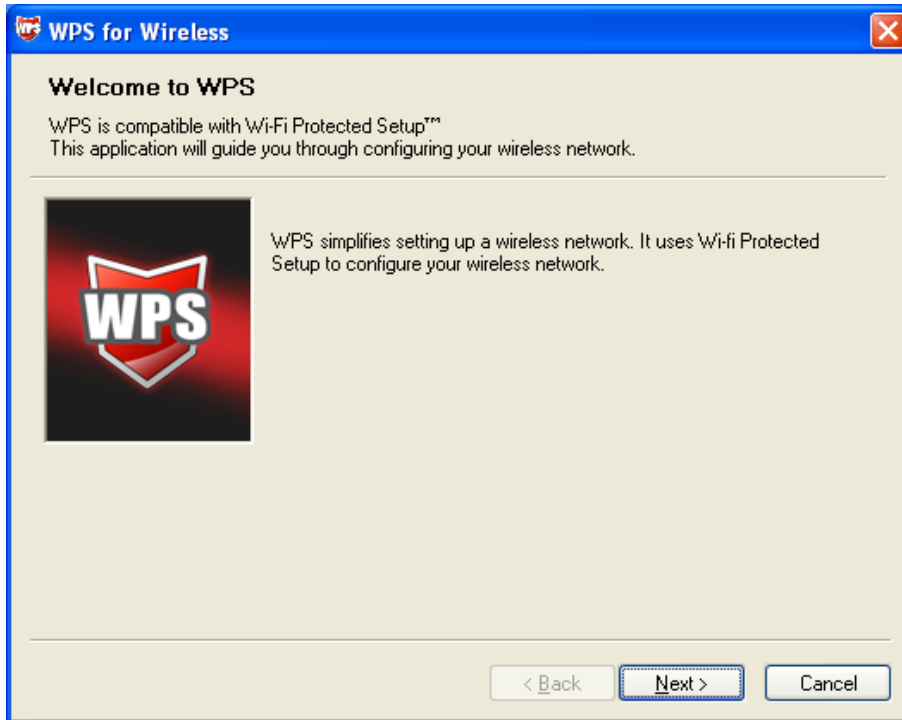 WPS WPS for Wireless
Welcome to WPS
WPS is compatible with Wi-Fi Protected Setup™
This application will guide you through configuring your wireless network.
WPS simplifies setting up a wireless network. It uses Wi-fi Protected
Setup to configure your wireless network.
WPS
< Back Next > Cancel